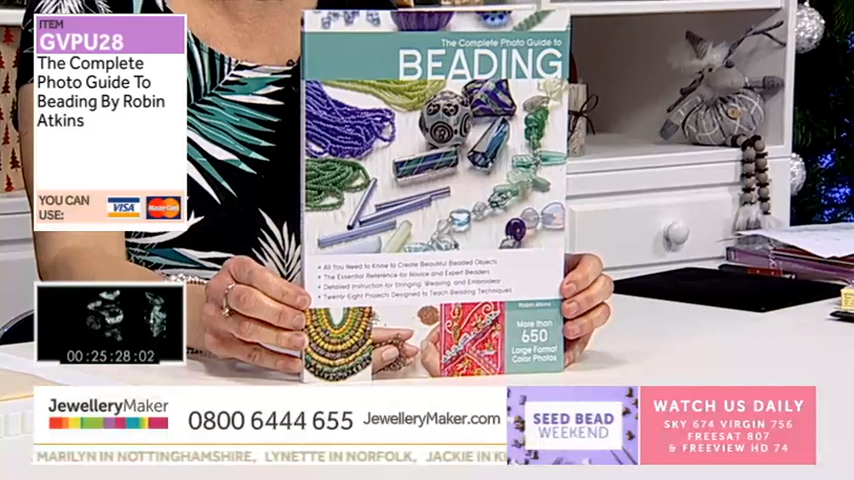 ITEM
GVPU28
The Complete
Photo Guide To
Beading By Robin
Atkins
YOU CAN
USE:
VISA
MasterCard
The Complete Photo Guide to
BEADING
• All You Need to Know to Create Beautiful Beaded Objects
• The Essential Reference for Novice and Expert Beaders
• Detailed Instruction for Stringing, Weaving, and Embroidery
• Twenty-Eight Projects Designed to Teach Beading Techniques
Robin Atkins
More than
650
Large Format
Color Photos
00:25:28:02
JewelleryMaker
0800 6444 655
JewelleryMaker.com
SEED BEAD
WEEKEND
WATCH US DAILY
SKY 674 VIRGIN 756
FREESAT 807
& FREEVIEW HD 74
MARILYN IN NOTTINGHAMSHIRE, LYNETTE IN NORFOLK, JACKIE IN